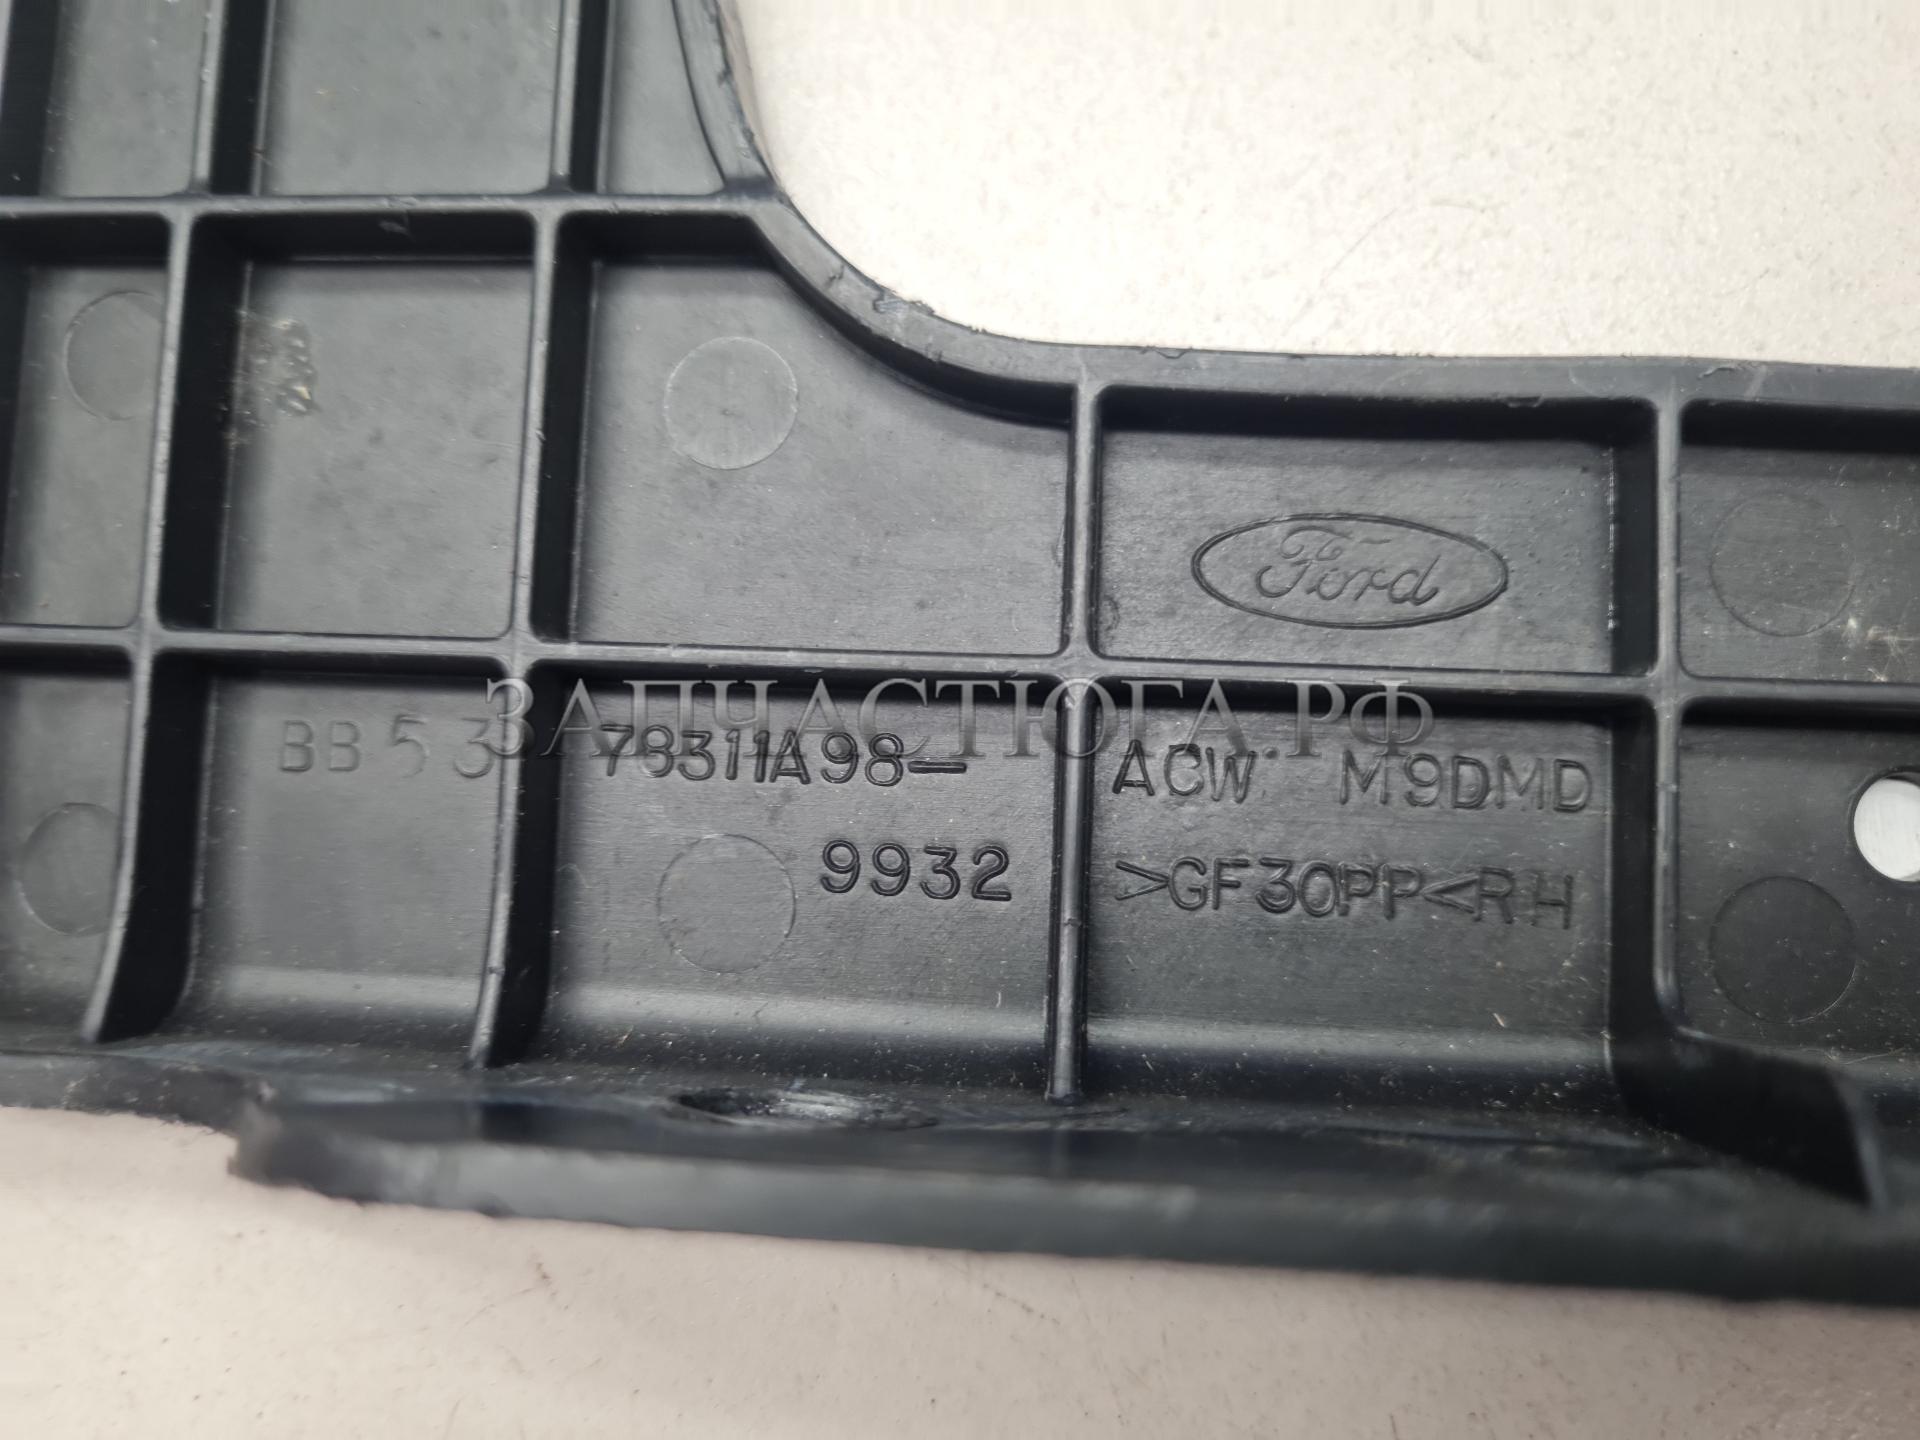 Ford
ЗАПЧАСТЮГА.РФ
BB53 78311A98- ACW M9DMD
9932 >GF30PP<RH